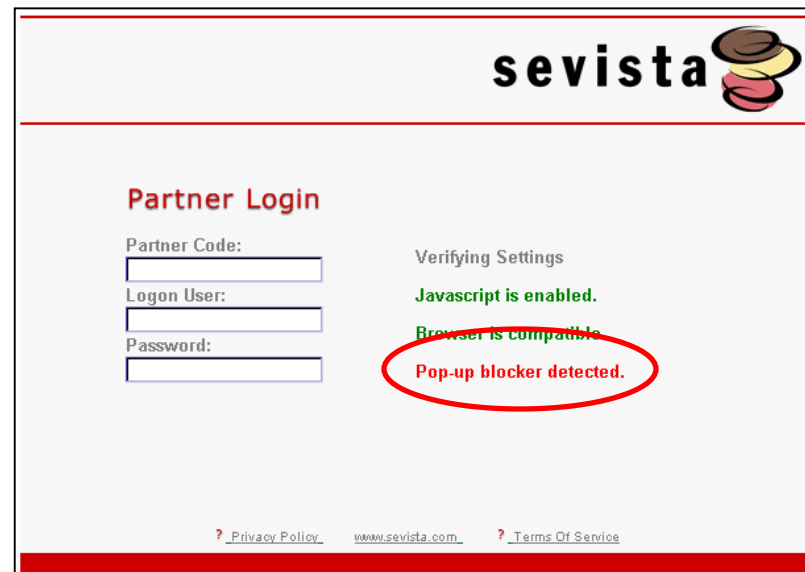 sevista
Partner Login
Partner Code:
Logon User:
Password:
Verifying Settings
Javascript is enabled.
Browser is compatible.
Pop-up blocker detected.
? Privacy Policy www.sevista.com ? Terms Of Service